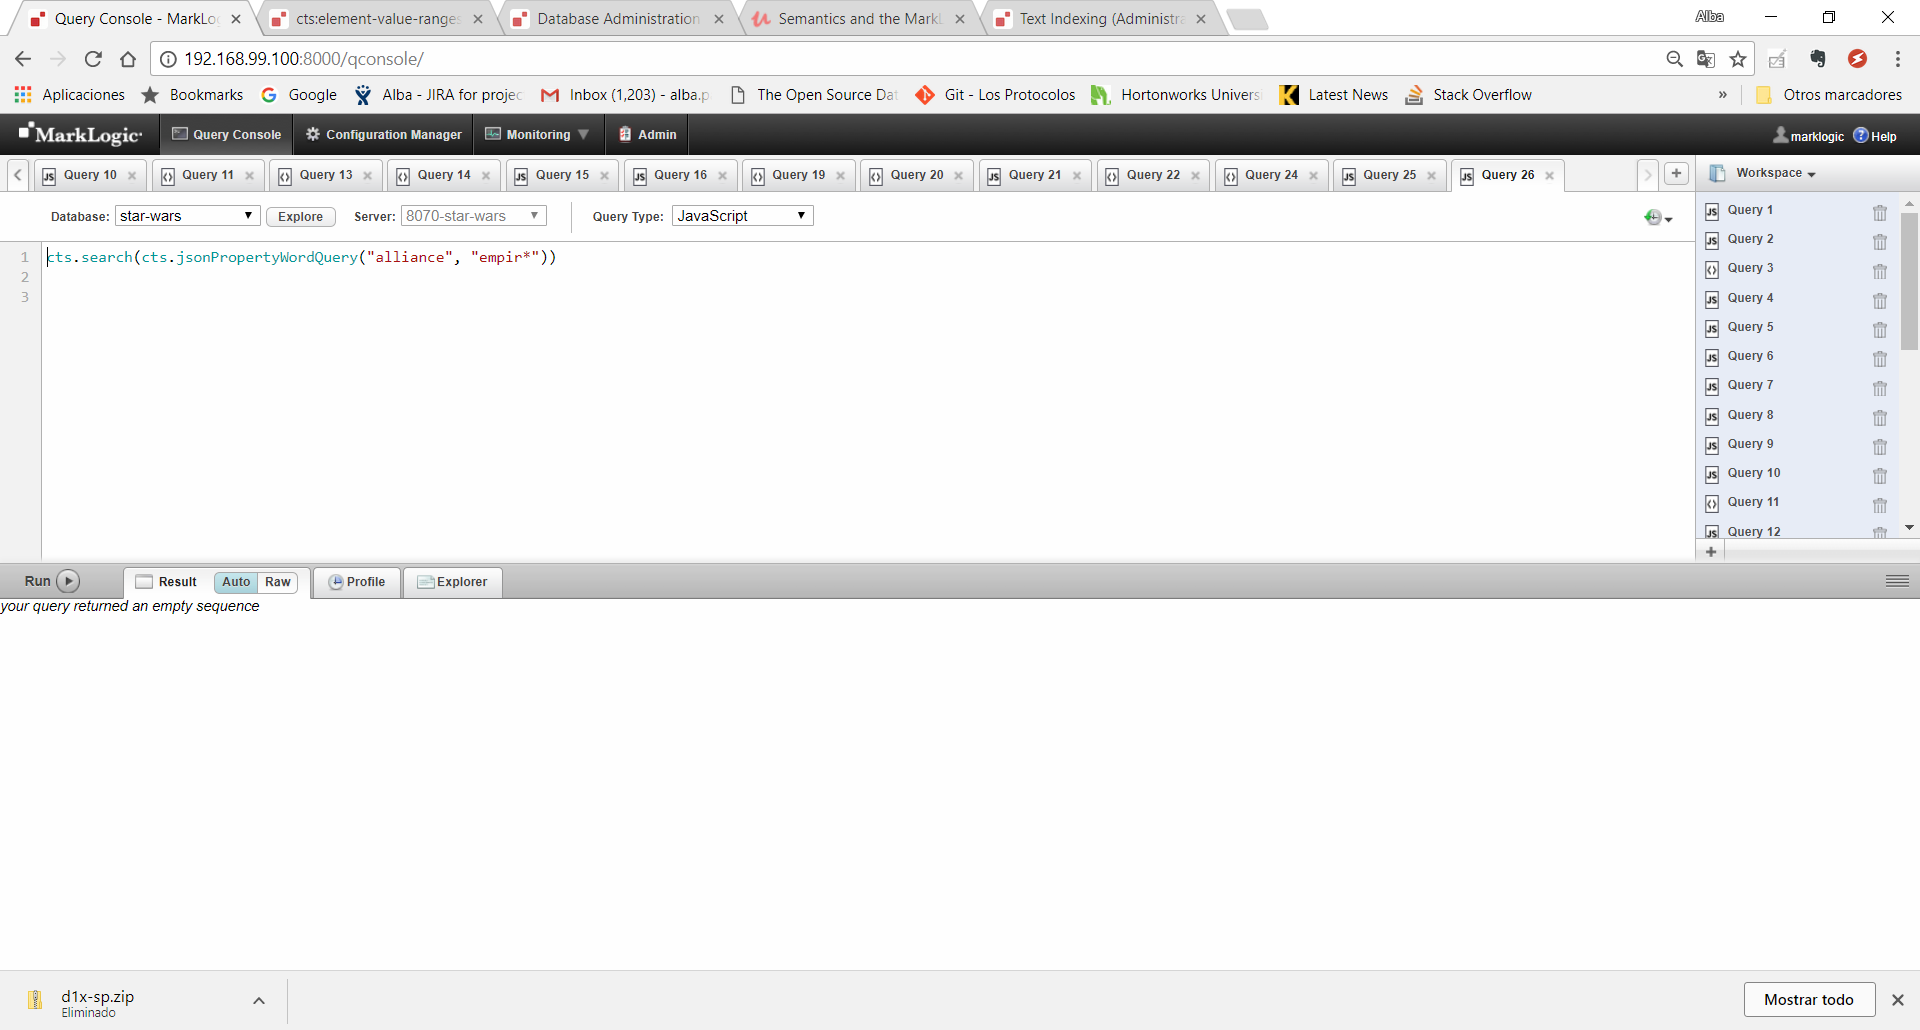 Query Console - MarkLo
cts:element-value-ranges
Database Administration
Semantics and the MarkL
Text Indexing (Administra
Alba
192.168.99.100:8000/qconsole/
Aplicaciones
Bookmarks
Google
Alba - JIRA for projec
Inbox (1,203) - alba.p
The Open Source Dat
Git - Los Protocolos
Hortonworks Universi
Latest News
Stack Overflow
»
Otros marcadores
MarkLogic
Query Console
Configuration Manager
Monitoring
Admin
marklogic
Help
Query 10
Query 11
Query 13
Query 14
Query 15
Query 16
Query 19
Query 20
Query 21
Query 22
Query 24
Query 25
Query 26
Workspace
Database: star-wars Explore Server: 8070-star-wars Query Type: JavaScript
1 cts.search(cts.jsonPropertyWordQuery("alliance", "empir*"))
2
3
Query 1
Query 2
Query 3
Query 4
Query 5
Query 6
Query 7
Query 8
Query 9
Query 10
Query 11
Query 12
Run
Result Auto Raw
Profile
Explorer
your query returned an empty sequence
d1x-sp.zip
Eliminado
Mostrar todo